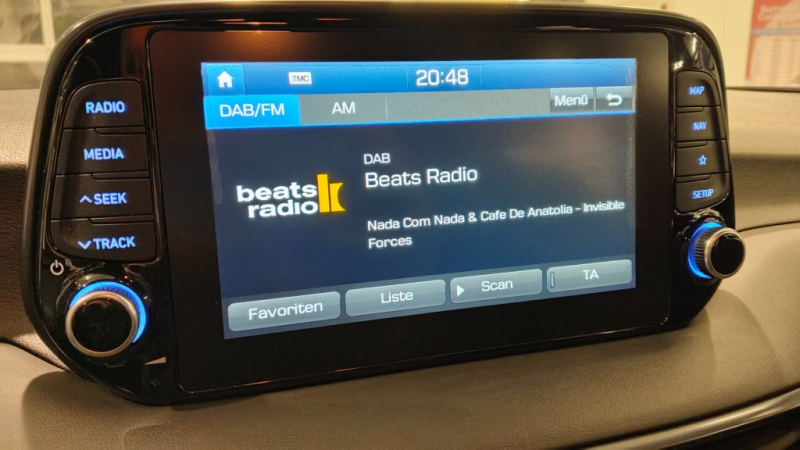 RADIO
MEDIA
SEEK
TRACK
TMC
20:48
DAB/FM
AM
Menü
DAB
Beats Radio
beats
radio
Nada Com Nada & Cafe De Anatolia - Invisible
Forces
Favoriten
Liste
Scan
TA
MAP
NAV
SETUP